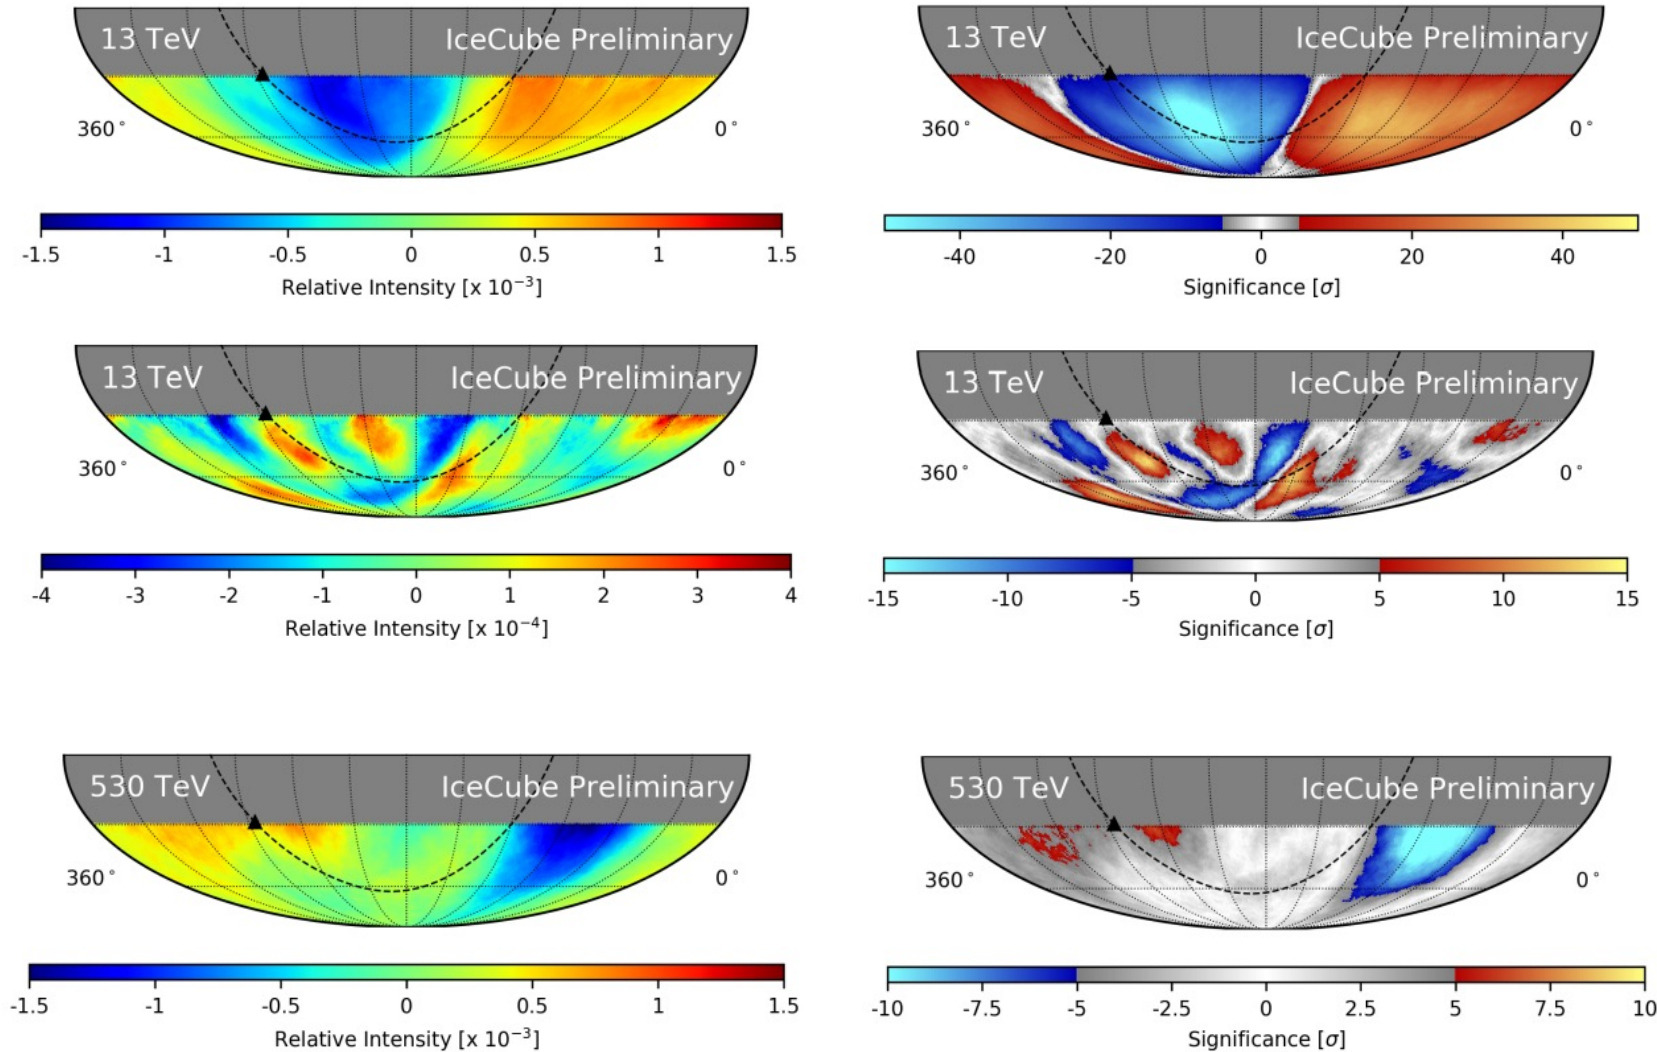 13 TeV IceCube Preliminary
360° 0°
-1.5 -1 -0.5 0 0.5 1 1.5
Relative Intensity [x 10⁻³]
13 TeV IceCube Preliminary
360° 0°
-40 -20 0 20 40
Significance [σ]
13 TeV IceCube Preliminary
360° 0°
-4 -3 -2 -1 0 1 2 3 4
Relative Intensity [x 10⁻⁴]
13 TeV IceCube Preliminary
360° 0°
-15 -10 -5 0 5 10 15
Significance [σ]
530 TeV IceCube Preliminary
360° 0°
-1.5 -1 -0.5 0 0.5 1 1.5
Relative Intensity [x 10⁻³]
530 TeV IceCube Preliminary
360° 0°
-10 -7.5 -5 -2.5 0 2.5 5 7.5 10
Significance [σ]